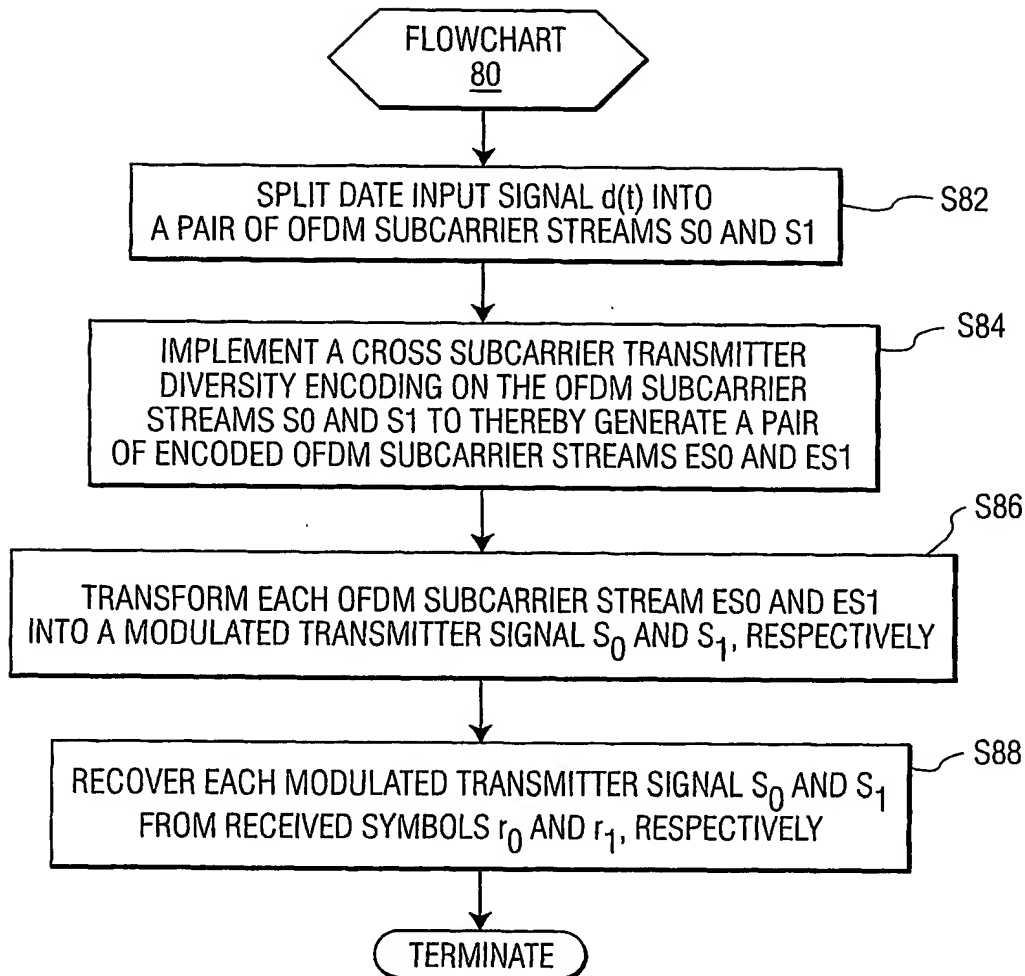 FLOWCHART
80
SPLIT DATE INPUT SIGNAL d(t) INTO
A PAIR OF OFDM SUBCARRIER STREAMS S0 AND S1
S82
IMPLEMENT A CROSS SUBCARRIER TRANSMITTER
DIVERSITY ENCODING ON THE OFDM SUBCARRIER
STREAMS S0 AND S1 TO THEREBY GENERATE A PAIR
OF ENCODED OFDM SUBCARRIER STREAMS ES0 AND ES1
S84
TRANSFORM EACH OFDM SUBCARRIER STREAM ES0 AND ES1
INTO A MODULATED TRANSMITTER SIGNAL S₀ AND S₁, RESPECTIVELY
S86
RECOVER EACH MODULATED TRANSMITTER SIGNAL S₀ AND S₁
FROM RECEIVED SYMBOLS r₀ AND r₁, RESPECTIVELY
S88
TERMINATE